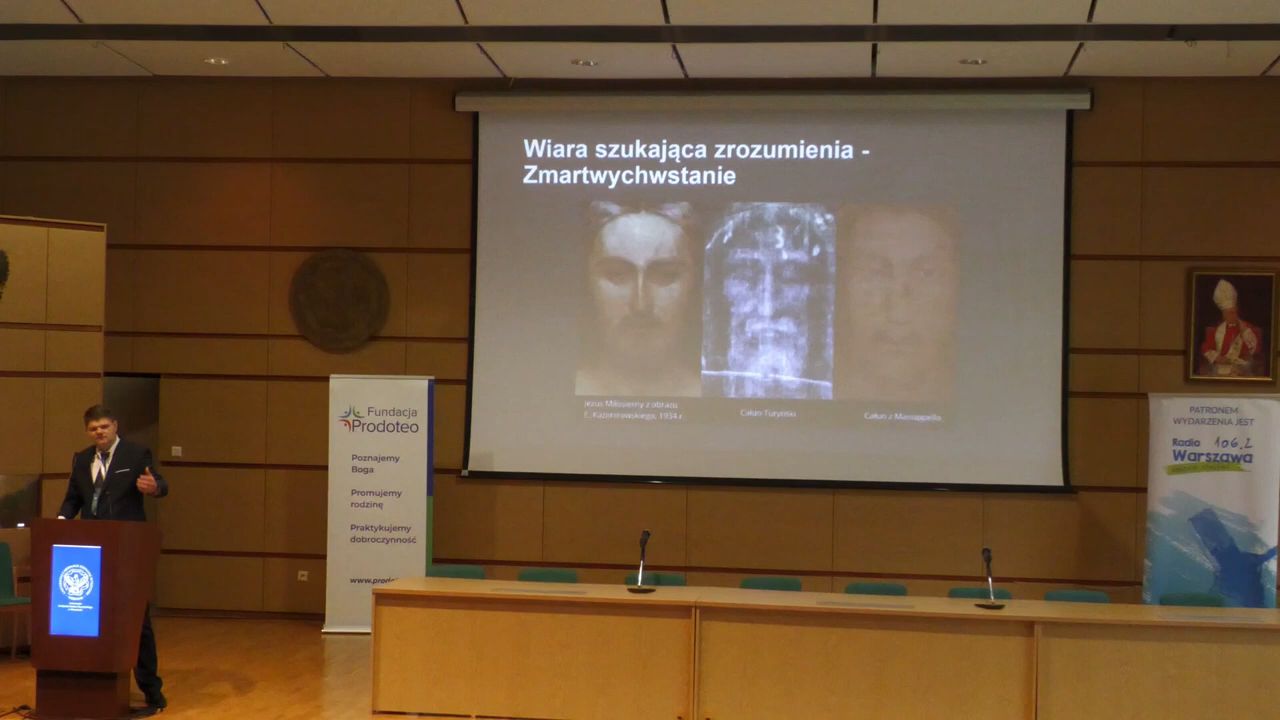 Wiara szukająca zrozumienia -
Zmartwychwstanie
Jezus Miłosierny z obrazu
E. Kazimirowskiego, 1934 r.
Całun Turyński
Całun z Manoppello
Fundacja
Prodoteo
Poznajemy
Boga
Promujemy
rodzinę
Praktykujemy
dobroczynność
PATRONEM
WYDARZENIA JEST
Radio 106,2
Warszawa